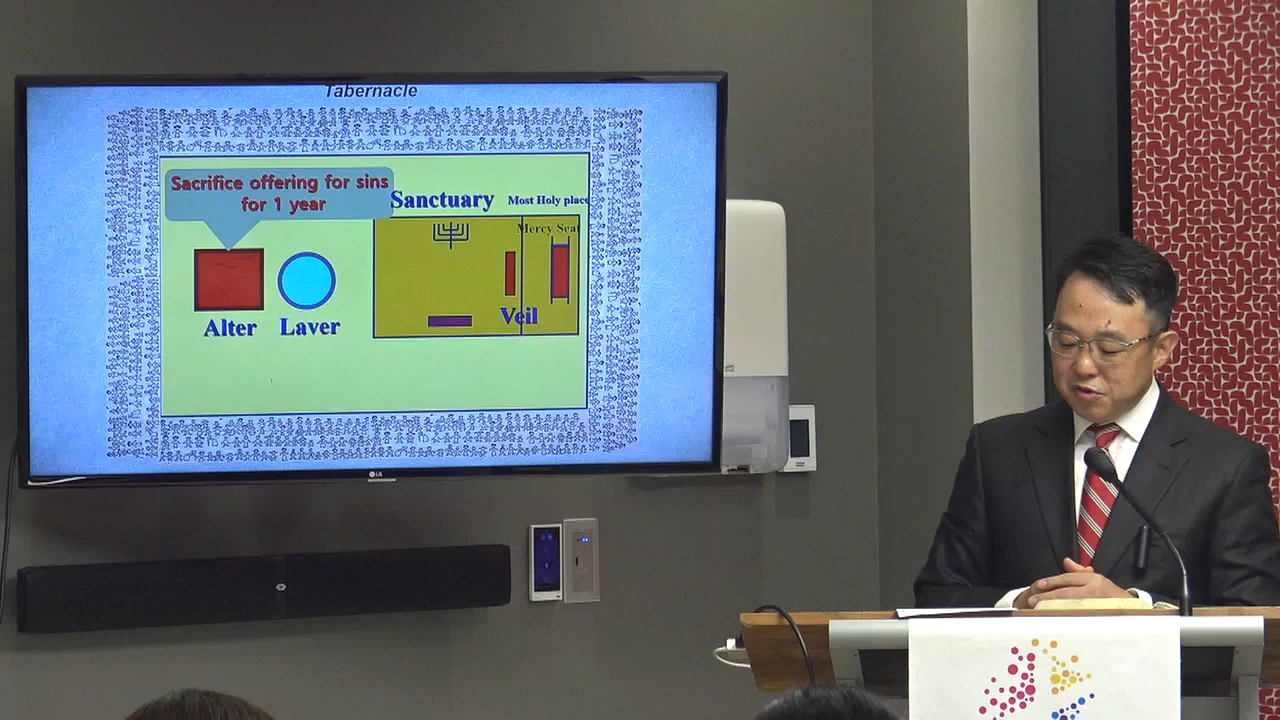 Tabernacle
Sacrifice offering for sins
for 1 year
Sanctuary
Most Holy place
Mercy Seat
Veil
Alter
Laver
LG